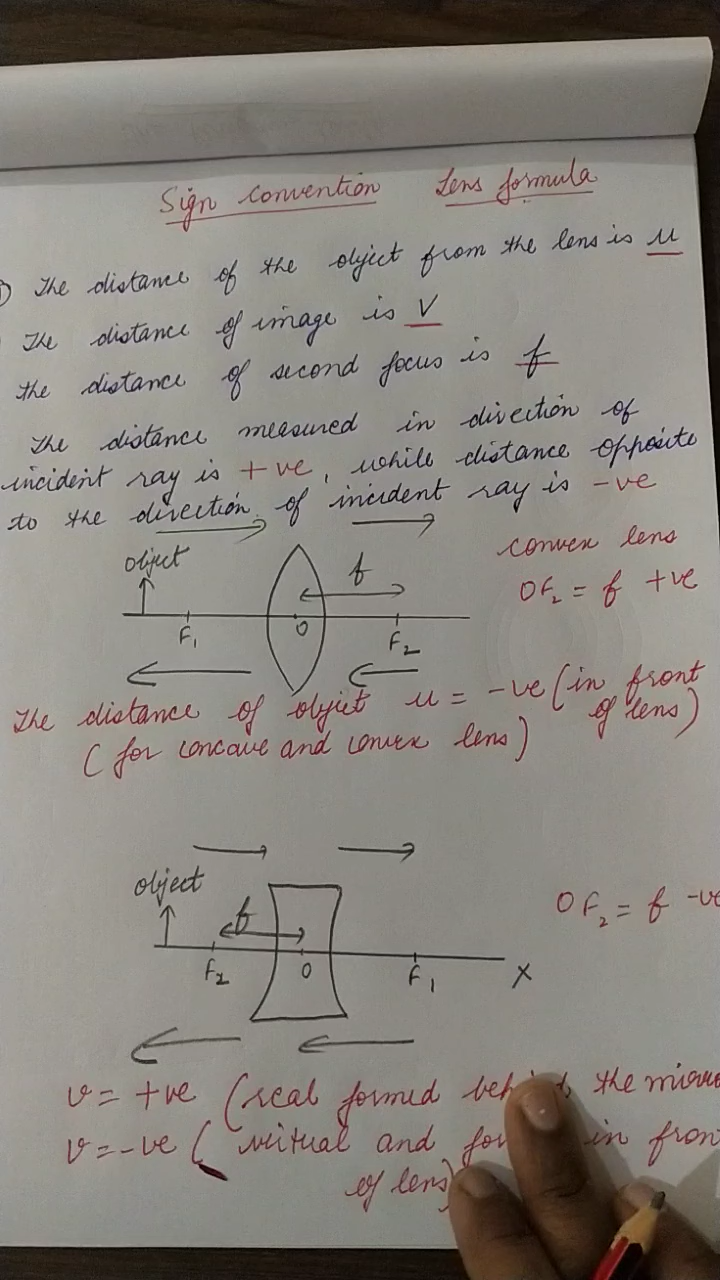 Sign convention Lens formula
The distance of the object from the lens is u
The distance of image is V
the distance of second focus is f
The distance measured in direction of
incident ray is +ve, while distance opposite
to the direction of incident ray is -ve
object
f
convex lens
OF2 = f +ve
F1 O F2
The distance of object u = -ve (in front
of lens)
(for concave and convex lens)
object
f
OF2 = f -ve
F2 O F1 X
v = +ve (real formed the
v = -ve (virtual and in
of lens)